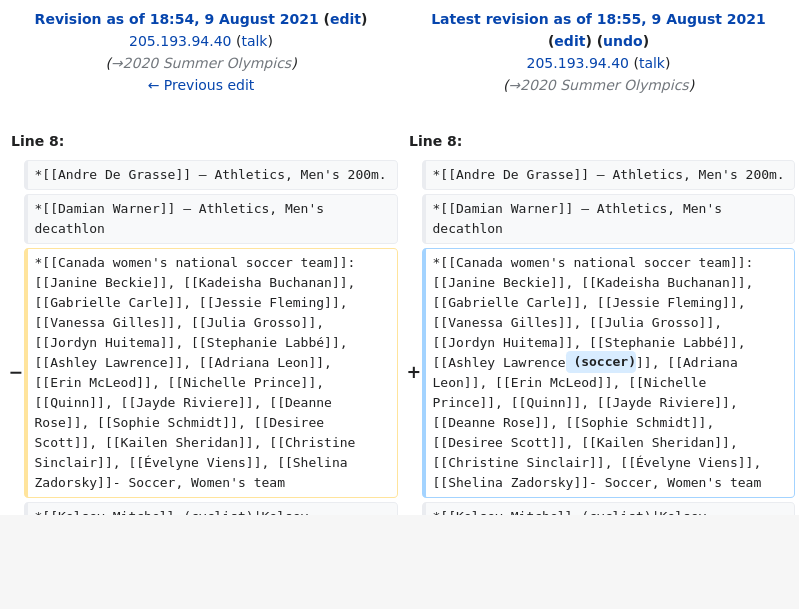 Revision as of 18:54, 9 August 2021 (edit)
205.193.94.40 (talk)
(→2020 Summer Olympics)
← Previous edit
Latest revision as of 18:55, 9 August 2021
(edit) (undo)
205.193.94.40 (talk)
(→2020 Summer Olympics)
Line 8:
*[[Andre De Grasse]] – Athletics, Men's 200m.
*[[Damian Warner]] – Athletics, Men's
decathlon
−
*[[Canada women's national soccer team]]:
[[Janine Beckie]], [[Kadeisha Buchanan]],
[[Gabrielle Carle]], [[Jessie Fleming]],
[[Vanessa Gilles]], [[Julia Grosso]],
[[Jordyn Huitema]], [[Stephanie Labbé]],
[[Ashley Lawrence]], [[Adriana Leon]],
[[Erin McLeod]], [[Nichelle Prince]],
[[Quinn]], [[Jayde Riviere]], [[Deanne
Rose]], [[Sophie Schmidt]], [[Desiree
Scott]], [[Kailen Sheridan]], [[Christine
Sinclair]], [[Évelyne Viens]], [[Shelina
Zadorsky]]- Soccer, Women's team
*[[Kelsey Mitchell (cyclist)|Kelsey
Line 8:
*[[Andre De Grasse]] – Athletics, Men's 200m.
*[[Damian Warner]] – Athletics, Men's
decathlon
+
*[[Canada women's national soccer team]]:
[[Janine Beckie]], [[Kadeisha Buchanan]],
[[Gabrielle Carle]], [[Jessie Fleming]],
[[Vanessa Gilles]], [[Julia Grosso]],
[[Jordyn Huitema]], [[Stephanie Labbé]],
[[Ashley Lawrence (soccer)]], [[Adriana
Leon]], [[Erin McLeod]], [[Nichelle
Prince]], [[Quinn]], [[Jayde Riviere]],
[[Deanne Rose]], [[Sophie Schmidt]],
[[Desiree Scott]], [[Kailen Sheridan]],
[[Christine Sinclair]], [[Évelyne Viens]],
[[Shelina Zadorsky]]- Soccer, Women's team
*[[Kelsey Mitchell (cyclist)|Kelsey